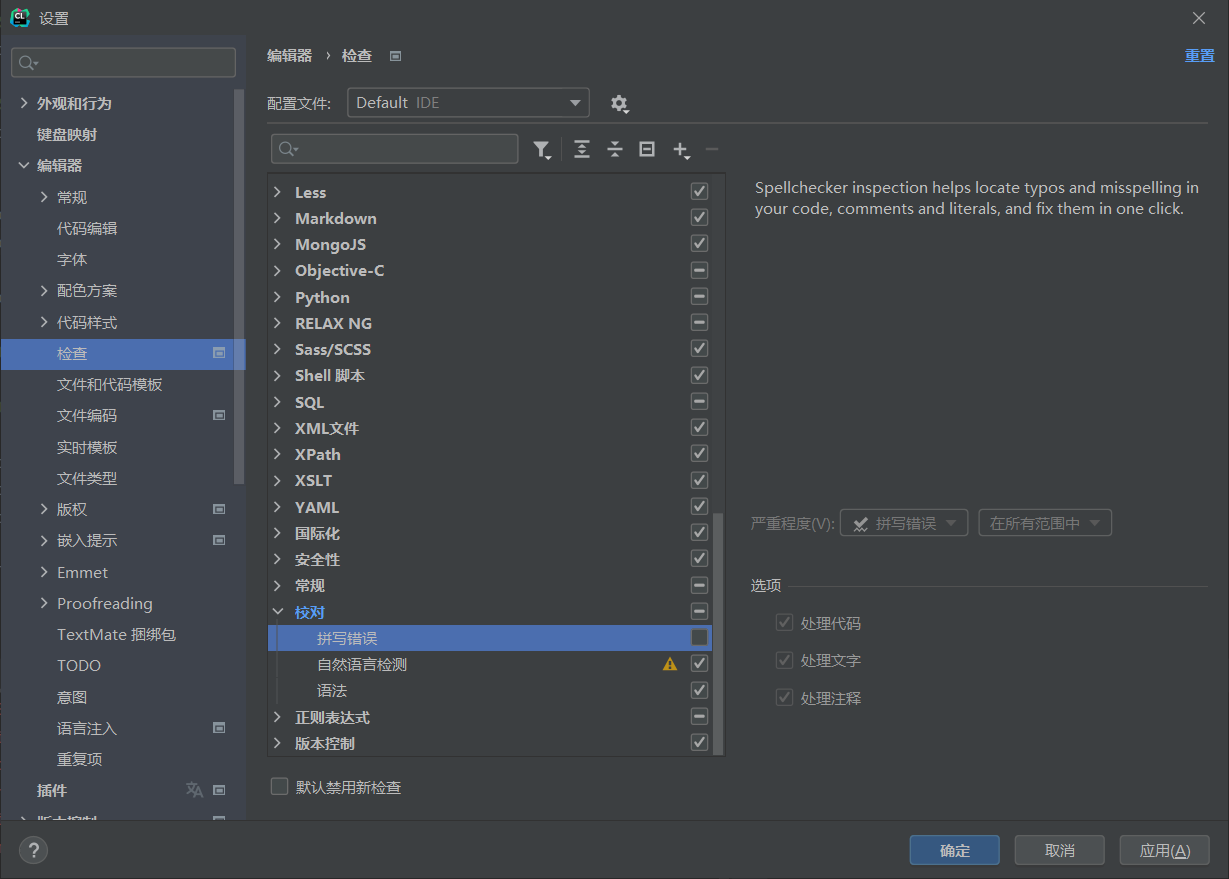 CL 设置
编辑器 › 检查
重置
外观和行为
键盘映射
编辑器
常规
代码编辑
字体
配色方案
代码样式
检查
文件和代码模板
文件编码
实时模板
文件类型
版权
嵌入提示
Emmet
Proofreading
TextMate 捆绑包
TODO
意图
语言注入
重复项
插件
版本控制
配置文件: Default IDE
Less
Markdown
MongoJS
Objective-C
Python
RELAX NG
Sass/SCSS
Shell 脚本
SQL
XML文件
XPath
XSLT
YAML
国际化
安全性
常规
校对
拼写错误
自然语言检测
语法
正则表达式
版本控制
默认禁用新检查
Spellchecker inspection helps locate typos and misspelling in
your code, comments and literals, and fix them in one click.
严重程度(V): 拼写错误 在所有范围中
选项
处理代码
处理文字
处理注释
?
确定 取消 应用(A)